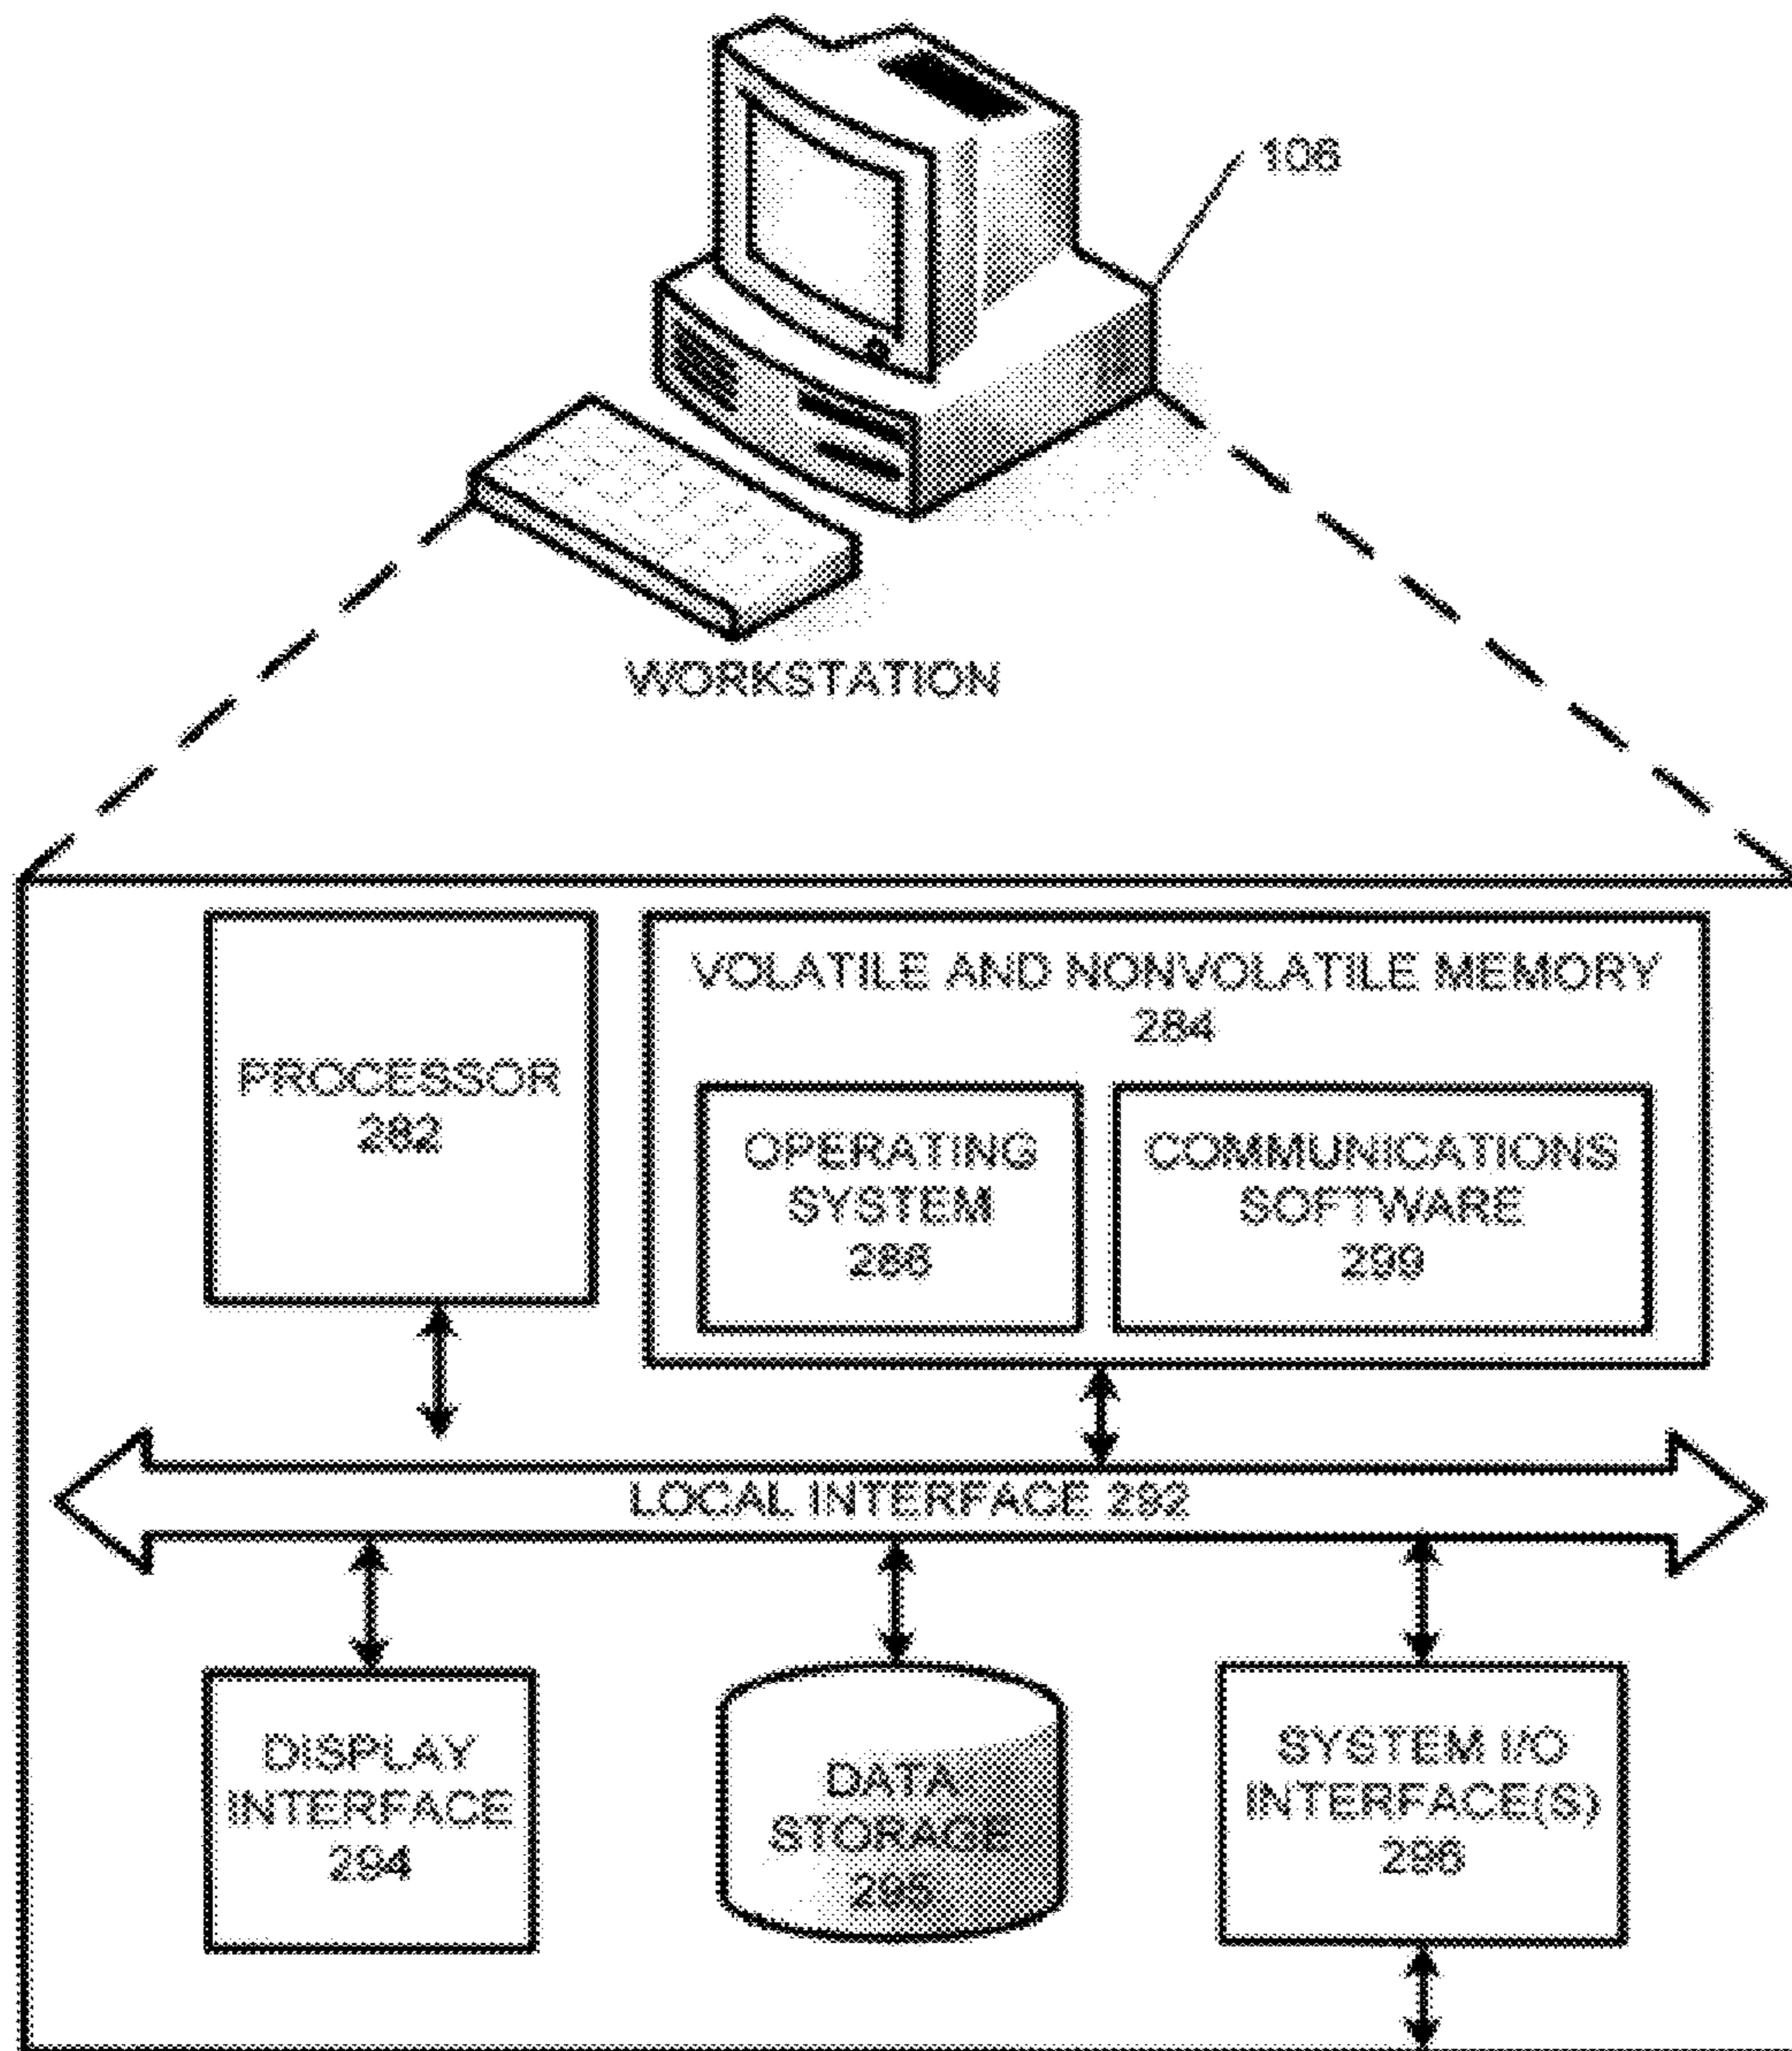 106
WORKSTATION
VOLATILE AND NONVOLATILE MEMORY
284
PROCESSOR
282
OPERATING
SYSTEM
286
COMMUNICATIONS
SOFTWARE
299
LOCAL INTERFACE 292
DISPLAY
INTERFACE
294
DATA
STORAGE
SYSTEM I/O
INTERFACE(S)
296